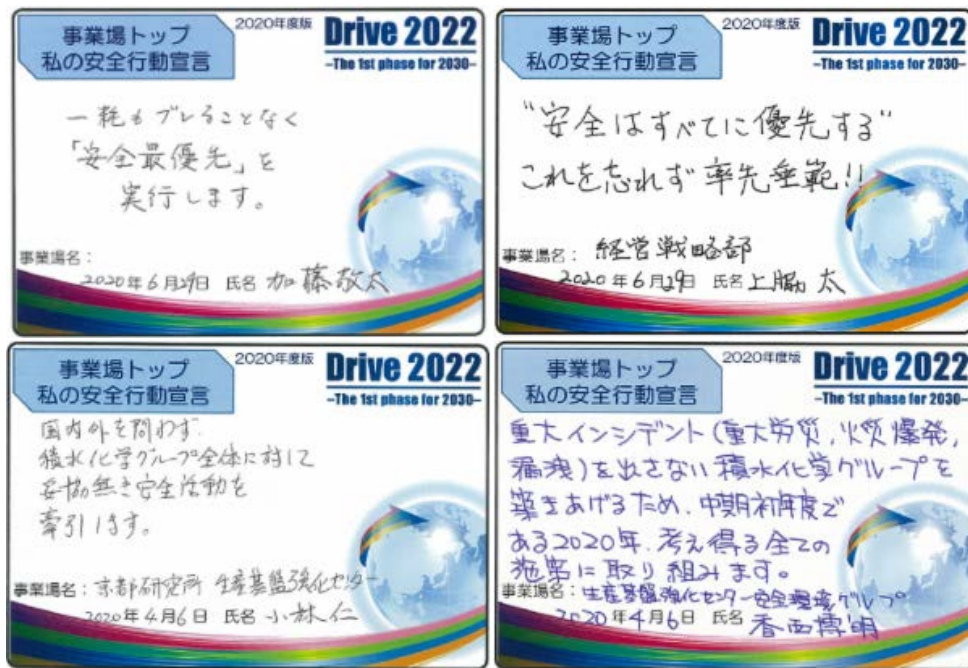 事業場トップ
私の安全行動宣言
2020年度版
Drive 2022
–The 1st phase for 2030–
一耗もブレることなく
「安全最優先」を
実行します。
事業場名：
2020年6月29日 氏名 加藤敬太
事業場トップ
私の安全行動宣言
2020年度版
Drive 2022
–The 1st phase for 2030–
"安全はすべてに優先する"
これを忘れず率先垂範!!
事業場名： 経営戦略部
2020年6月29日 氏名 上脇 太
事業場トップ
私の安全行動宣言
2020年度版
Drive 2022
–The 1st phase for 2030–
国内外を問わず
積水化学グループ全体に対して
妥協無き安全活動を
牽引します。
事業場名：京都研究所 生産基盤強化センター
2020年4月6日 氏名 小林 仁
事業場トップ
私の安全行動宣言
2020年度版
Drive 2022
–The 1st phase for 2030–
重大インシデント(重大労災,火災爆発,
漏洩)を出さない積水化学グループを
築きあげるため、中期初年度で
ある2020年、考え得る全ての
施策に取り組みます。
事業場名：生産基盤強化センター安全環境グループ
2020年4月6日 氏名 香西博明